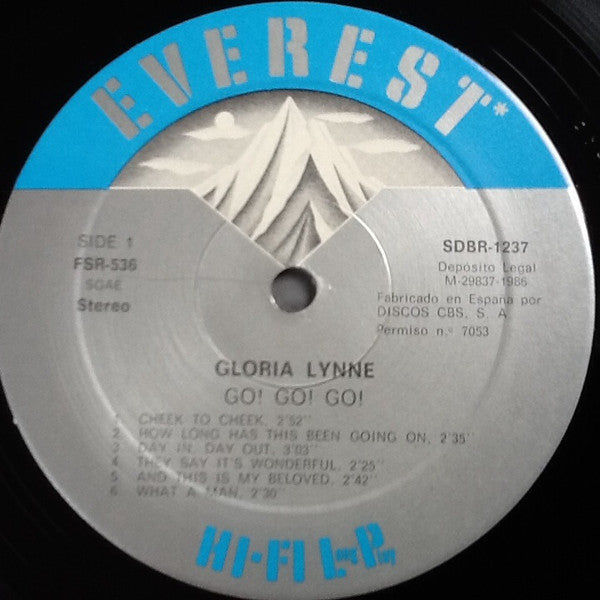 EVEREST*
SIDE 1
FSR-536
SGAE
Stereo
SDBR-1237
Depósito Legal
M-29837-1986
Fabricado en España por
DISCOS CBS, S. A.
Permiso n.º 7053
GLORIA LYNNE
GO! GO! GO!
1 CHEEK TO CHEEK, 2'52''
2 HOW LONG HAS THIS BEEN GOING ON, 2'35''
3 DAY IN, DAY OUT, 3'03''
4 THEY SAY IT'S WONDERFUL, 2'25''
5 AND THIS IS MY BELOVED, 2'42''
6 WHAT A MAN, 2'30''
HI-FI Long Play